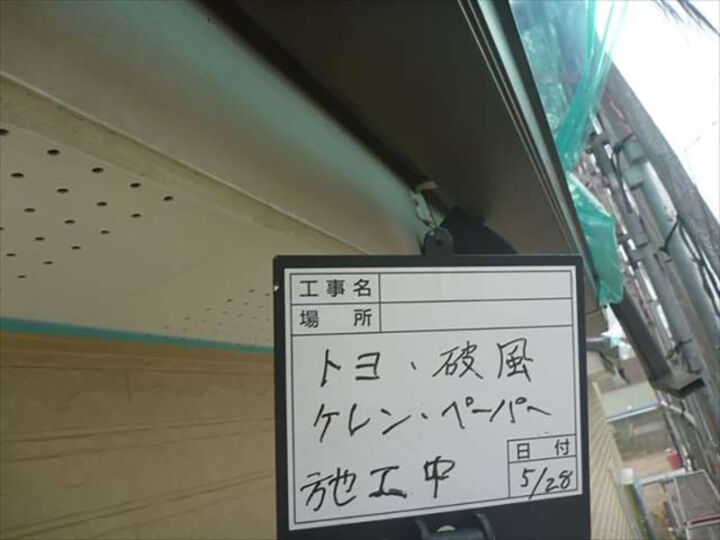 工事名
場 所
トヨ、破風
ケレン・ペーパー
施工中
日 付
5/28